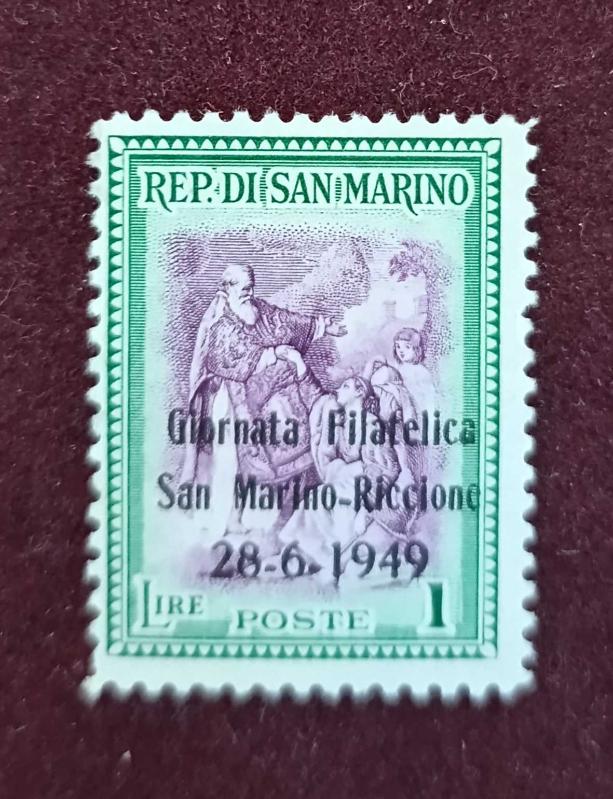 REP. DI SAN MARINO
Giornata Filatelica
San Marino-Riccione
28-6-1949
LIRE POSTE 1